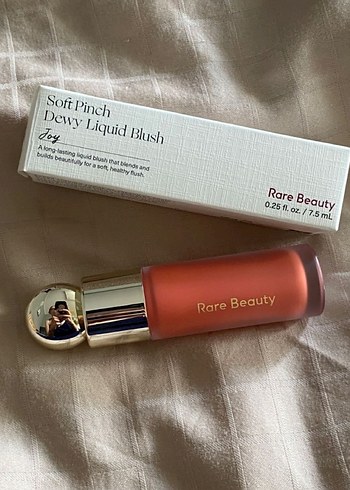 Soft Pinch
Dewy Liquid Blush
Joy
A long-lasting liquid blush that blends and
builds beautifully for a soft, healthy flush.
Rare Beauty
0.25 fl. oz. / 7.5 mL
Rare Beauty